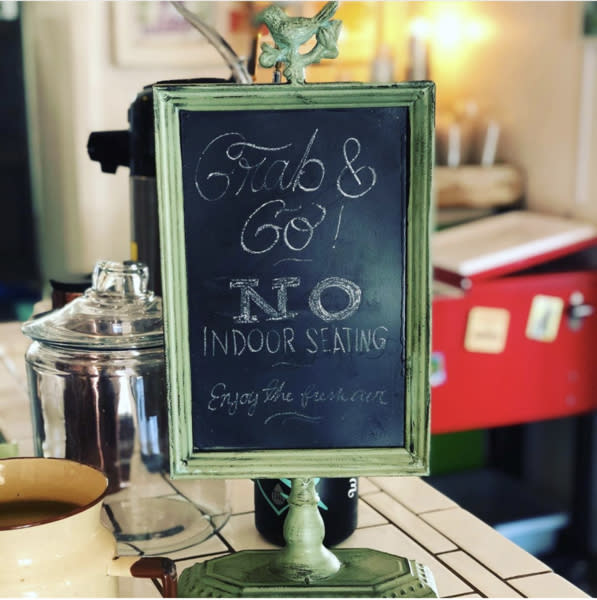 Grab &
Go!
NO
INDOOR SEATING
Enjoy the fresh air